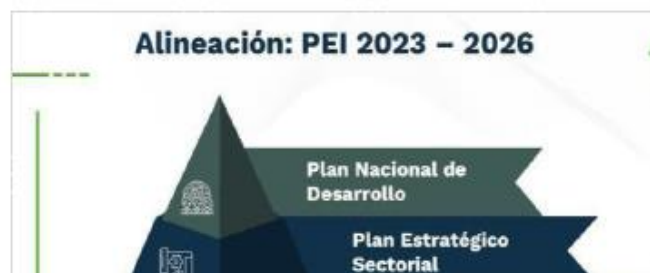 Alineación: PEI 2023 – 2026
Plan Nacional de
Desarrollo
Plan Estratégico
Sectorial